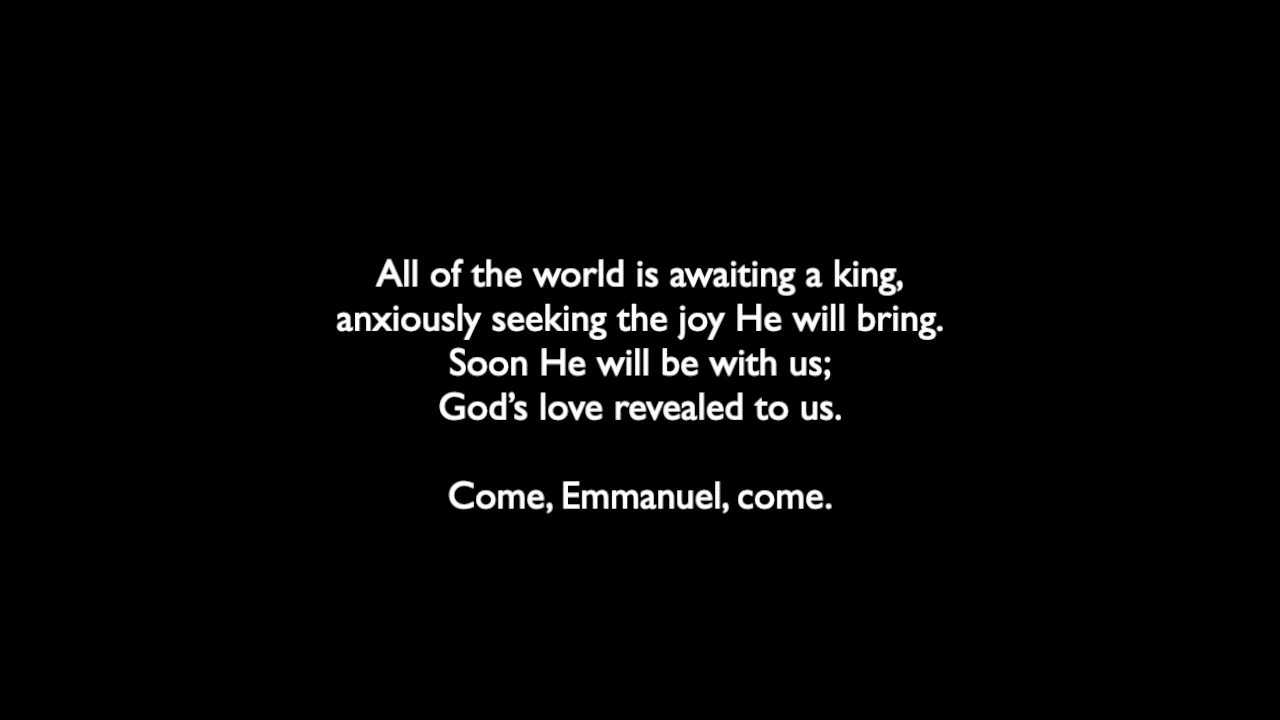 All of the world is awaiting a king,
anxiously seeking the joy He will bring.
Soon He will be with us;
God’s love revealed to us.
Come, Emmanuel, come.